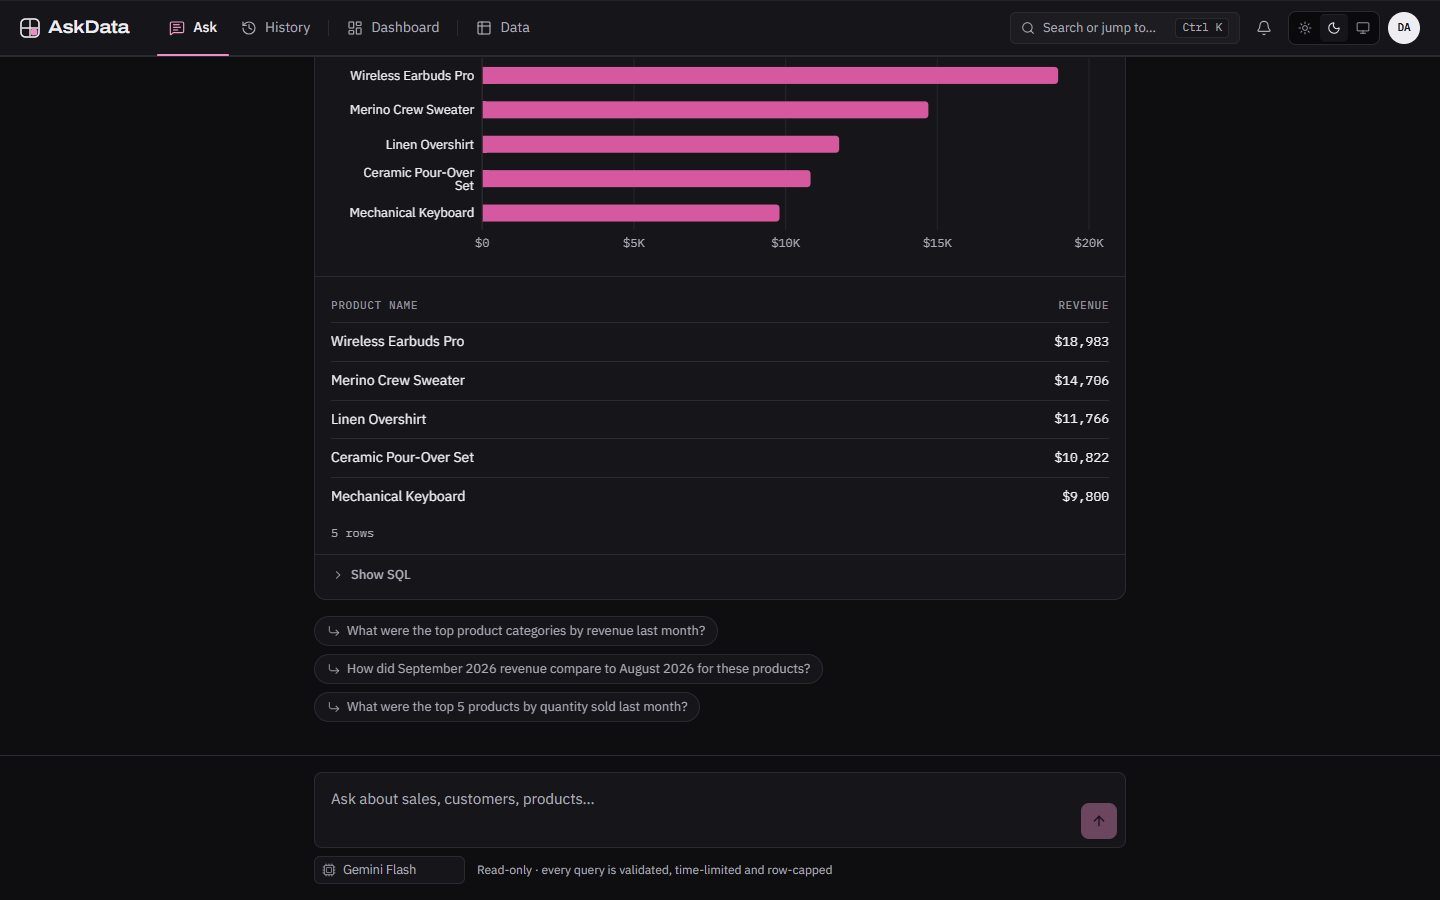 AskData
Ask
History
Dashboard
Data
Search or jump to...
Ctrl K
DA
Wireless Earbuds Pro
Merino Crew Sweater
Linen Overshirt
Ceramic Pour-Over
Set
Mechanical Keyboard
$0
$5K
$10K
$15K
$20K
PRODUCT NAME
REVENUE
Wireless Earbuds Pro
$18,983
Merino Crew Sweater
$14,706
Linen Overshirt
$11,766
Ceramic Pour-Over Set
$10,822
Mechanical Keyboard
$9,800
5 rows
Show SQL
What were the top product categories by revenue last month?
How did September 2026 revenue compare to August 2026 for these products?
What were the top 5 products by quantity sold last month?
Ask about sales, customers, products...
Gemini Flash
Read-only · every query is validated, time-limited and row-capped